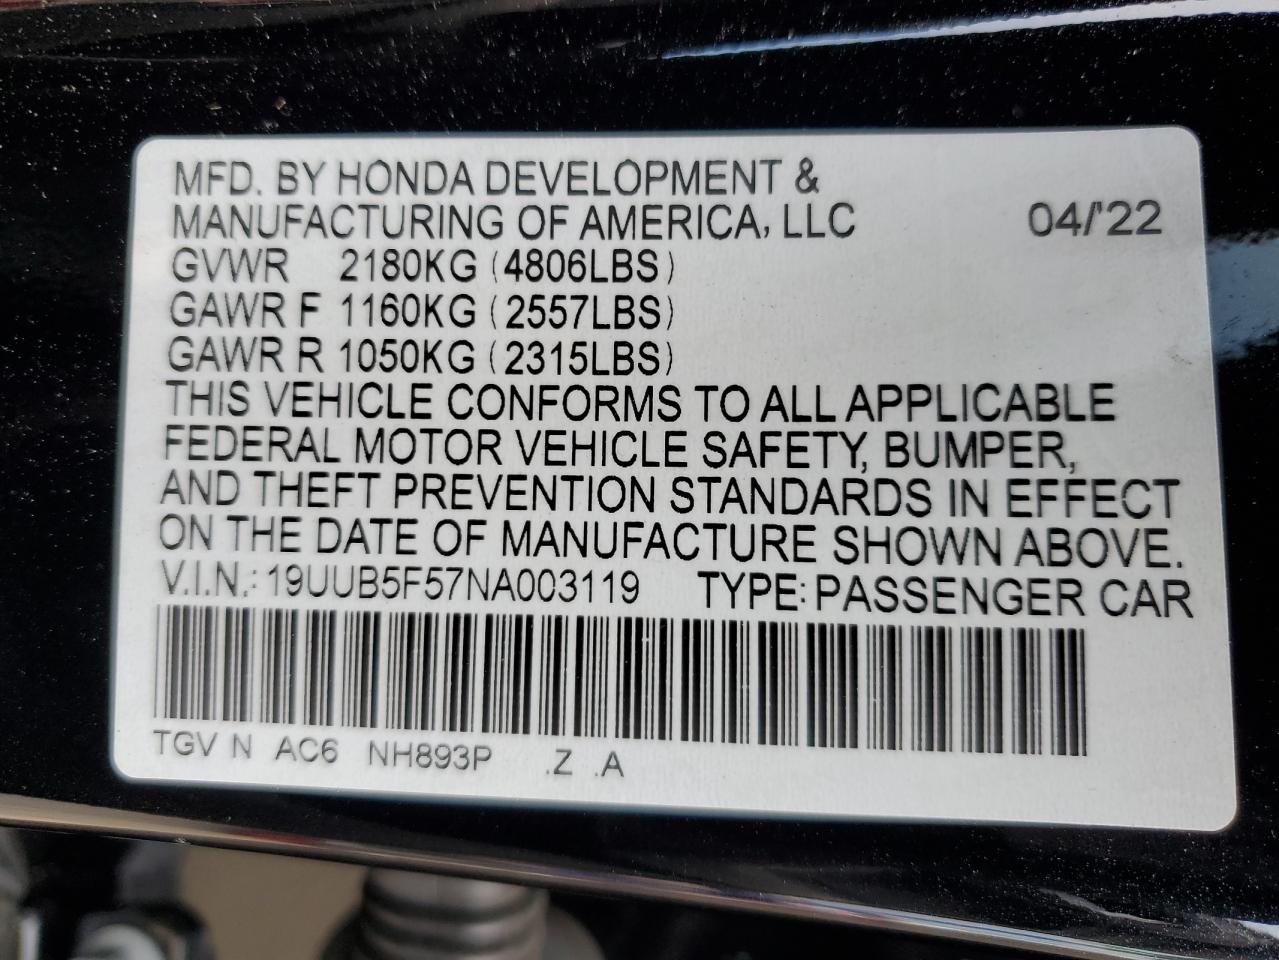 MFD. BY HONDA DEVELOPMENT &
MANUFACTURING OF AMERICA, LLC 04/'22
GVWR 2180KG (4806LBS)
GAWR F 1160KG (2557LBS)
GAWR R 1050KG (2315LBS)
THIS VEHICLE CONFORMS TO ALL APPLICABLE
FEDERAL MOTOR VEHICLE SAFETY, BUMPER,
AND THEFT PREVENTION STANDARDS IN EFFECT
ON THE DATE OF MANUFACTURE SHOWN ABOVE.
V.I.N.: 19UUB5F57NA003119 TYPE: PASSENGER CAR
TGV N AC6 NH893P .Z .A